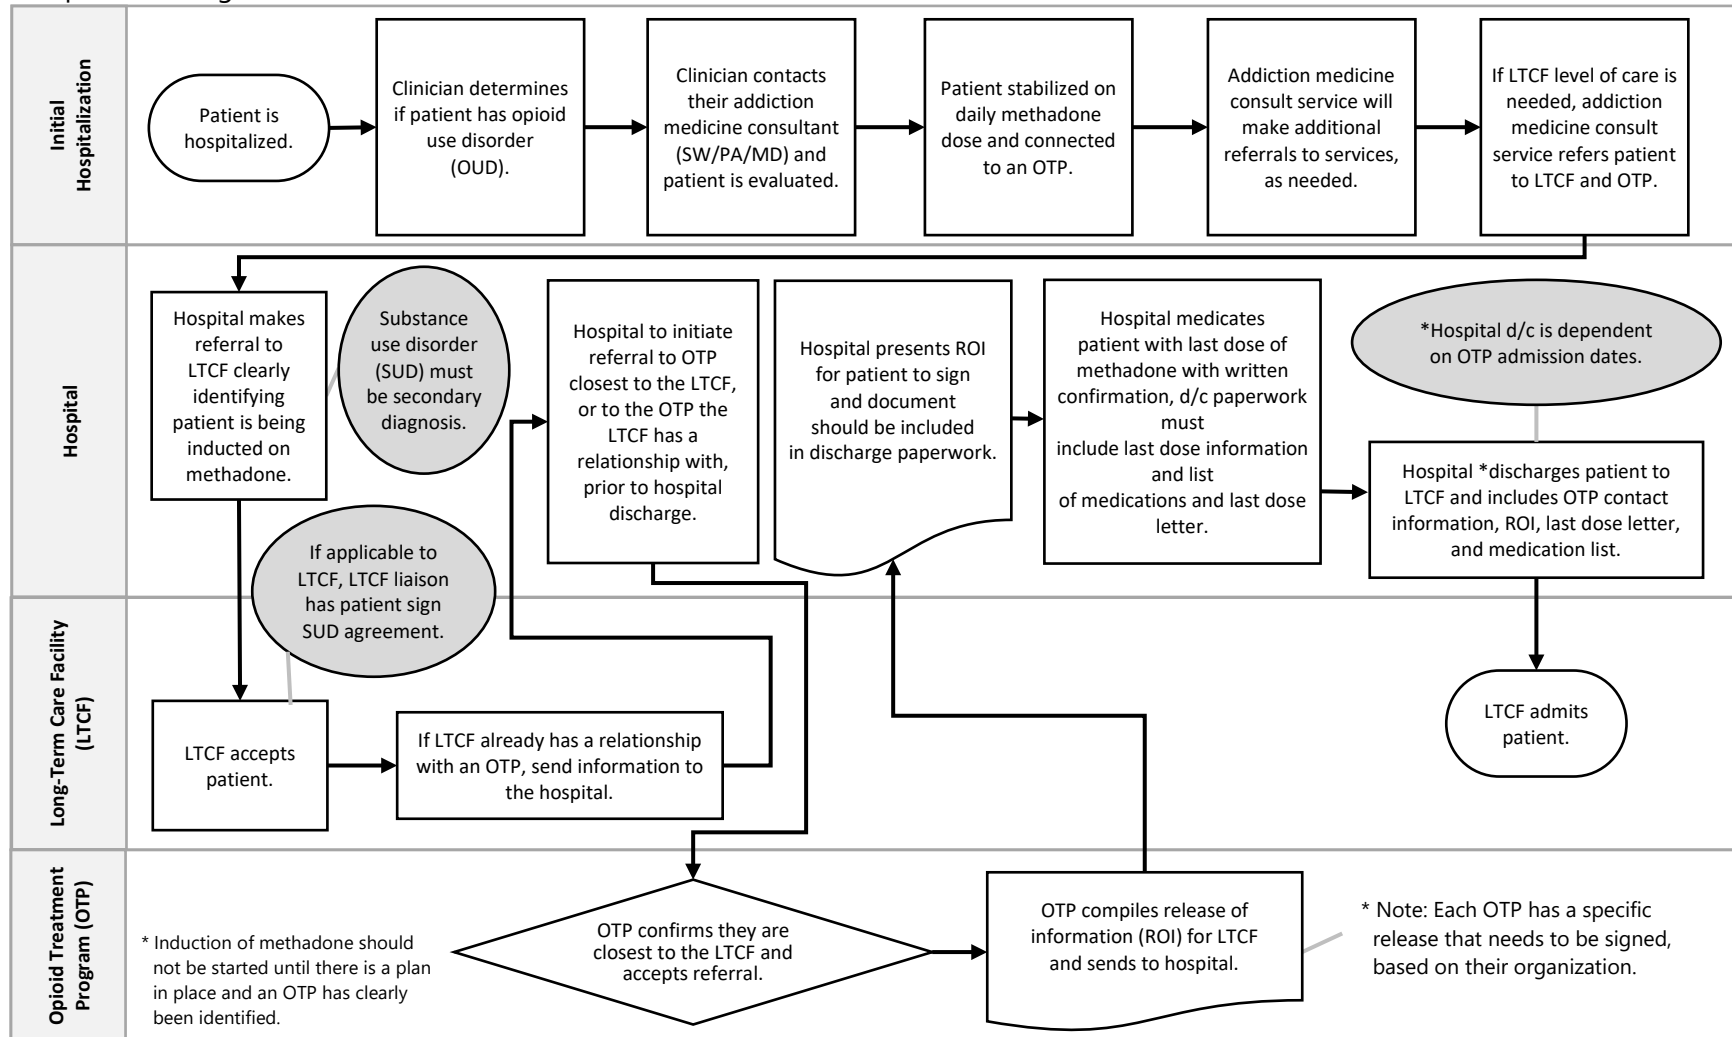 Initial
Hospitalization
Patient is
hospitalized.
Clinician determines
if patient has opioid
use disorder
(OUD).
Clinician contacts
their addiction
medicine consultant
(SW/PA/MD) and
patient is evaluated.
Patient stabilized on
daily methadone
dose and connected
to an OTP.
Addiction medicine
consult service will
make additional
referrals to services,
as needed.
If LTCF level of care is
needed, addiction
medicine consult
service refers patient
to LTCF and OTP.
Hospital
Hospital makes
referral to
LTCF clearly
identifying
patient is being
inducted on
methadone.
Substance
use disorder
(SUD) must
be secondary
diagnosis.
Hospital to initiate
referral to OTP
closest to the LTCF,
or to the OTP the
LTCF has a
relationship with,
prior to hospital
discharge.
Hospital presents ROI
for patient to sign
and document
should be included
in discharge paperwork.
Hospital medicates
patient with last dose of
methadone with written
confirmation, d/c paperwork
must
include last dose information
and list
of medications and last dose
letter.
*Hospital d/c is dependent
on OTP admission dates.
Hospital *discharges patient to
LTCF and includes OTP contact
information, ROI, last dose letter,
and medication list.
If applicable to
LTCF, LTCF liaison
has patient sign
SUD agreement.
Long-Term Care Facility
(LTCF)
LTCF accepts
patient.
If LTCF already has a relationship
with an OTP, send information to
the hospital.
LTCF admits
patient.
Opioid Treatment
Program (OTP)
* Induction of methadone should
not be started until there is a plan
in place and an OTP has clearly
been identified.
OTP confirms they are
closest to the LTCF and
accepts referral.
OTP compiles release of
information (ROI) for LTCF
and sends to hospital.
* Note: Each OTP has a specific
release that needs to be signed,
based on their organization.